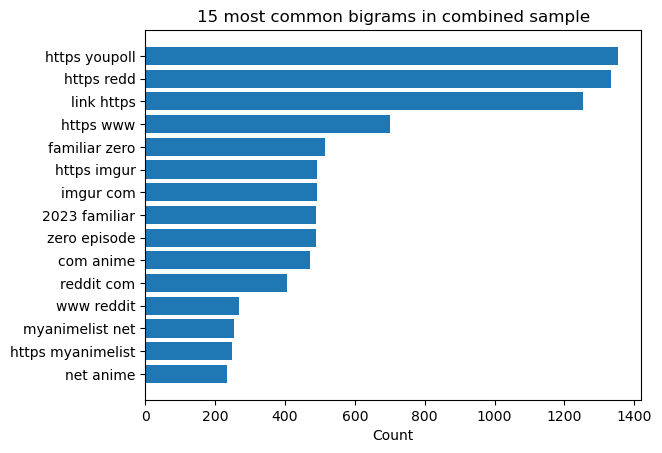 15 most common bigrams in combined sample
https youpoll
https redd
link https
https www
familiar zero
https imgur
imgur com
2023 familiar
zero episode
com anime
reddit com
www reddit
myanimelist net
https myanimelist
net anime
0 200 400 600 800 1000 1200 1400
Count